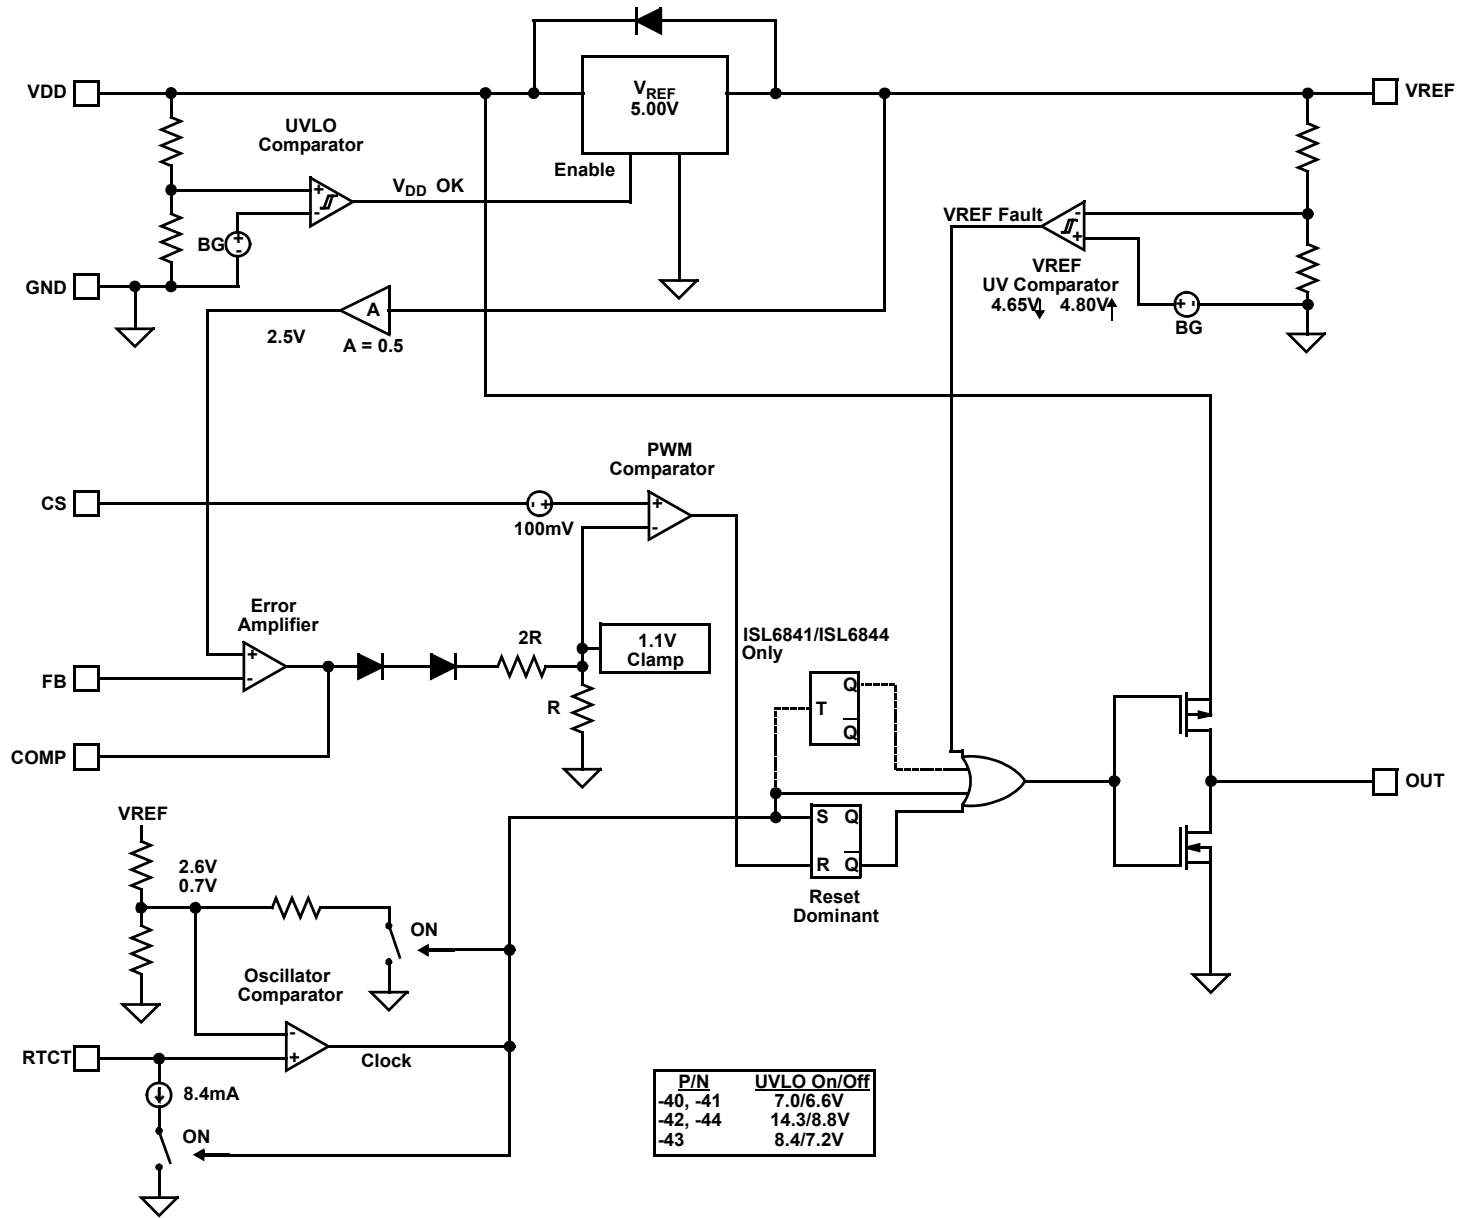 VDD
VREF
5.00V
VREF
UVLO
Comparator
Enable
VDD OK
+
-
BG
+
-
GND
VREF Fault
-
+
VREF
UV Comparator
4.65V↓ 4.80V↑
+ -
BG
A
2.5V
A = 0.5
PWM
Comparator
CS
- +
100mV
+
-
Error
Amplifier
+
-
FB
2R
1.1V
Clamp
R
COMP
ISL6841/ISL6844
Only
Q
T
Q
OUT
VREF
2.6V
0.7V
S Q
R Q
Reset
Dominant
ON
Oscillator
Comparator
-
+
RTCT
Clock
8.4mA
ON
P/N UVLO On/Off
-40, -41 7.0/6.6V
-42, -44 14.3/8.8V
-43 8.4/7.2V